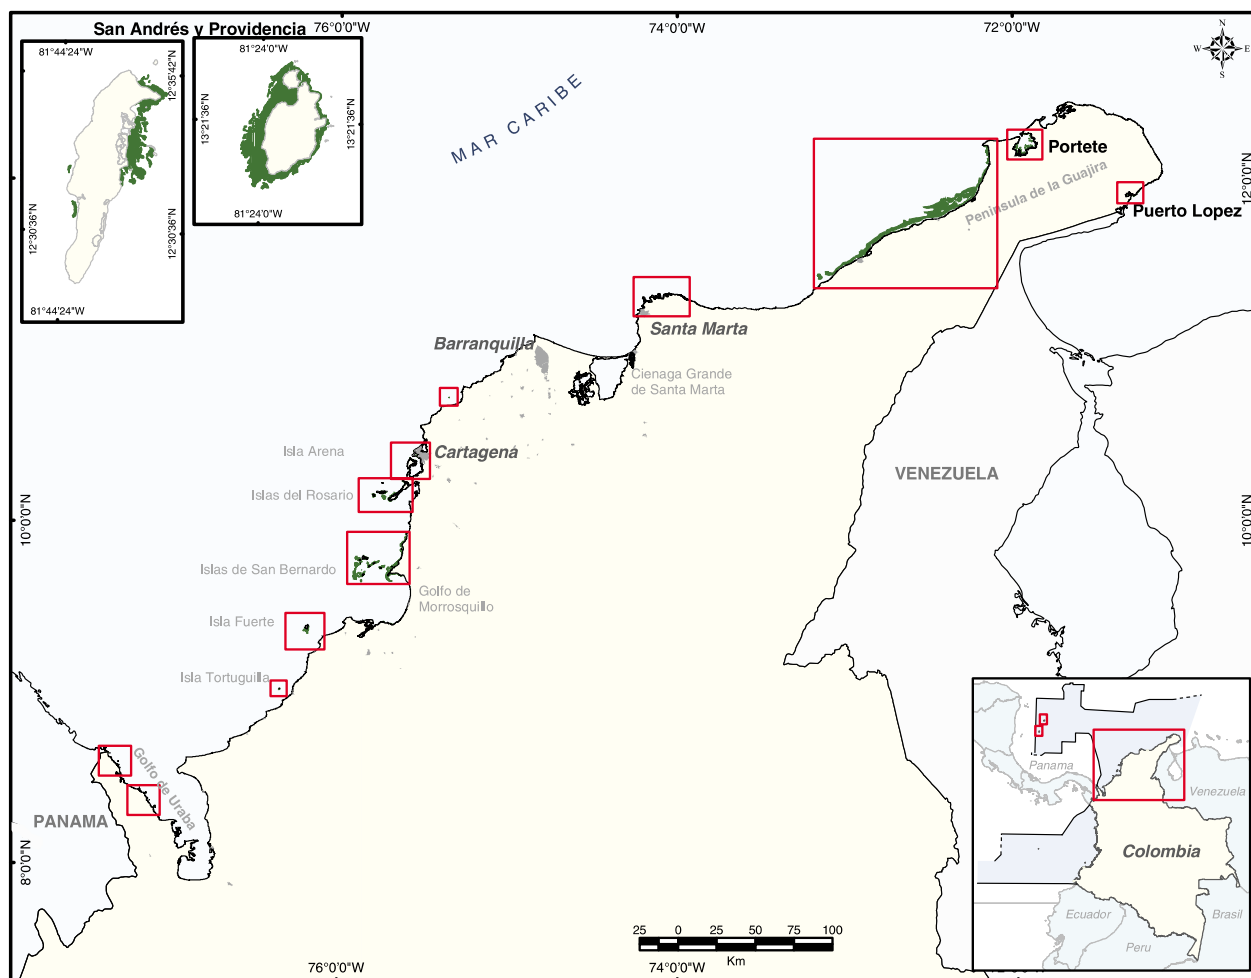 San Andrés y Providencia
76°0'0"W
74°0'0"W
72°0'0"W
81°44'24"W
81°24'0"W
12°35'42"N
13°21'36"N
13°21'36"N
12°30'36"N
12°30'36"N
81°24'0"W
81°44'24"W
MAR CARIBE
N
W
E
S
Portete
Peninsula de la Guajira
Puerto Lopez
12°0'0"N
Santa Marta
Barranquilla
Cienaga Grande
de Santa Marta
Isla Arena
Cartagena
VENEZUELA
Islas del Rosario
10°0'0"N
10°0'0"N
Islas de San Bernardo
Golfo de
Morrosquillo
Isla Fuerte
Isla Tortuguilla
Golfo de Uraba
PANAMA
8°0'0"N
Panama
Venezuela
Colombia
Ecuador
Brasil
Peru
25
0
25
50
75
100
Km
76°0'0"W
74°0'0"W